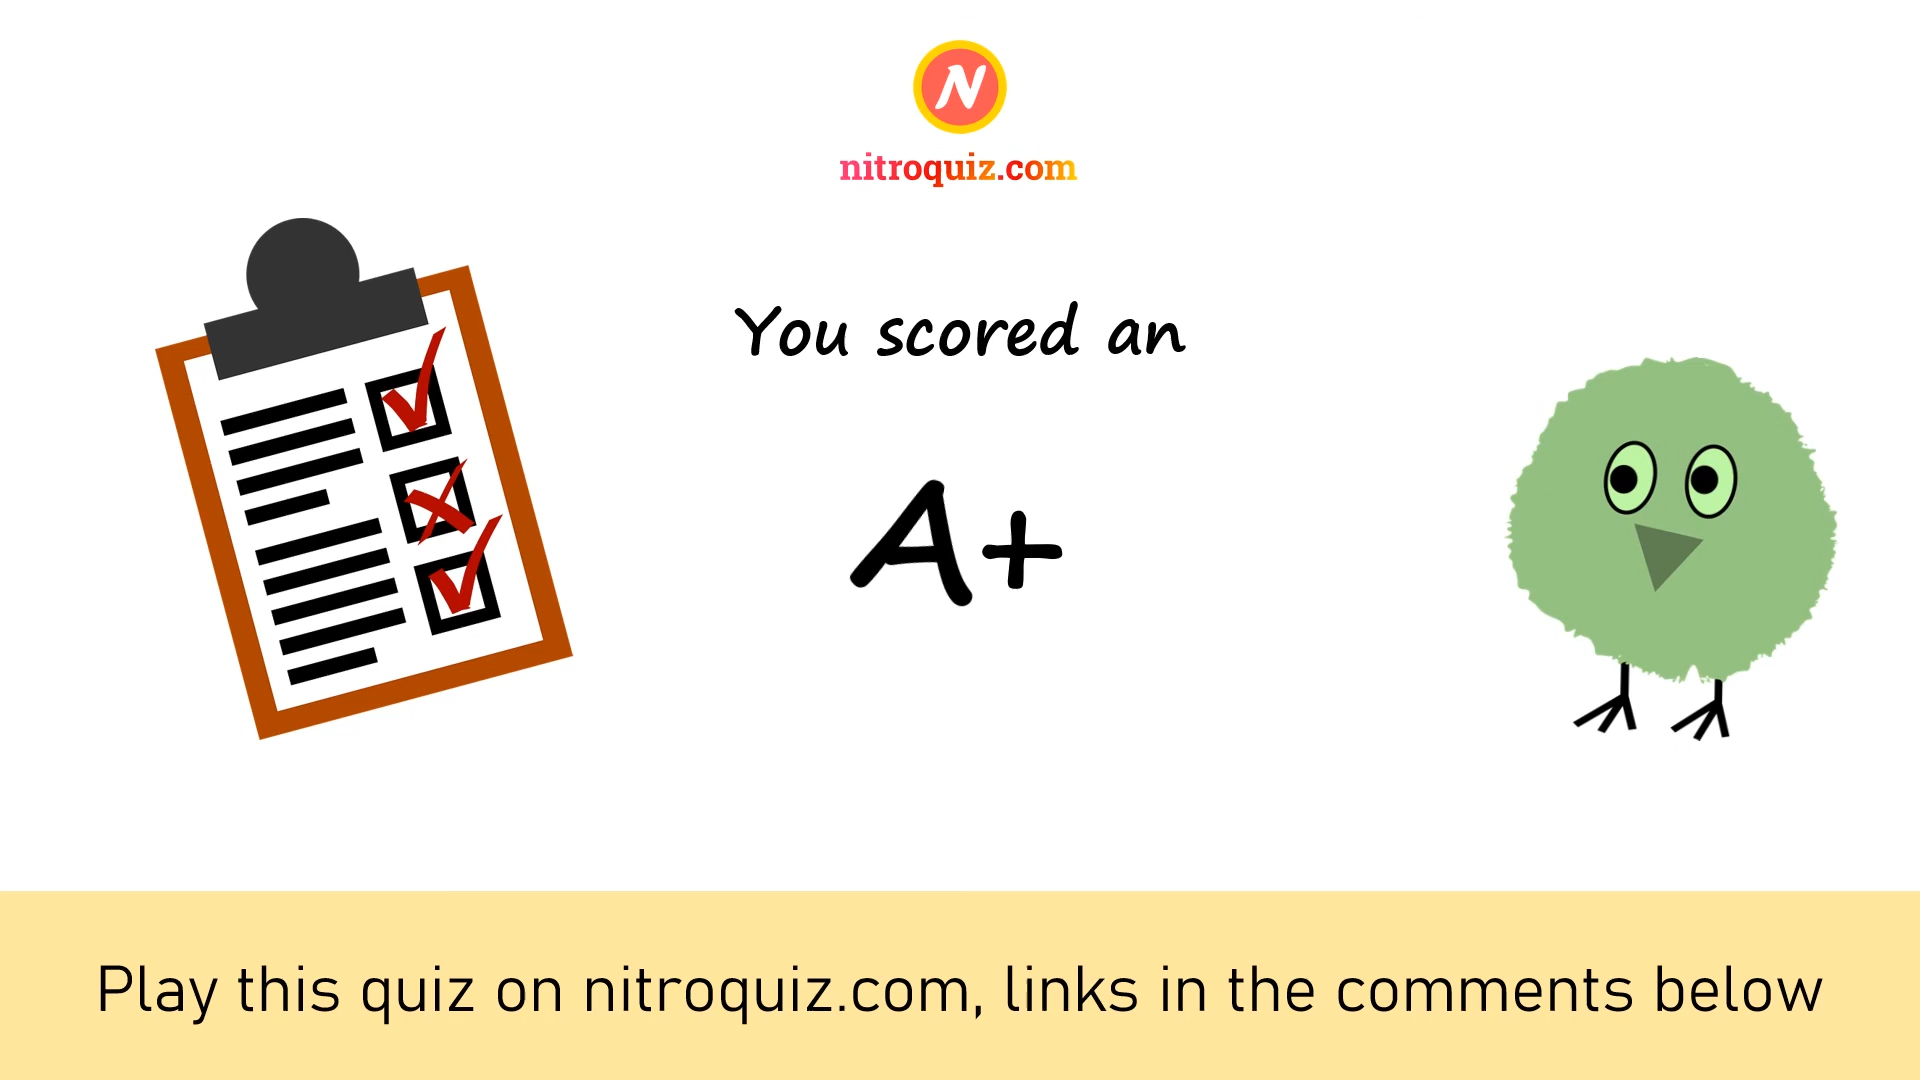 N
nitroquiz.com
You scored an
A+
Play this quiz on nitroquiz.com, links in the comments below